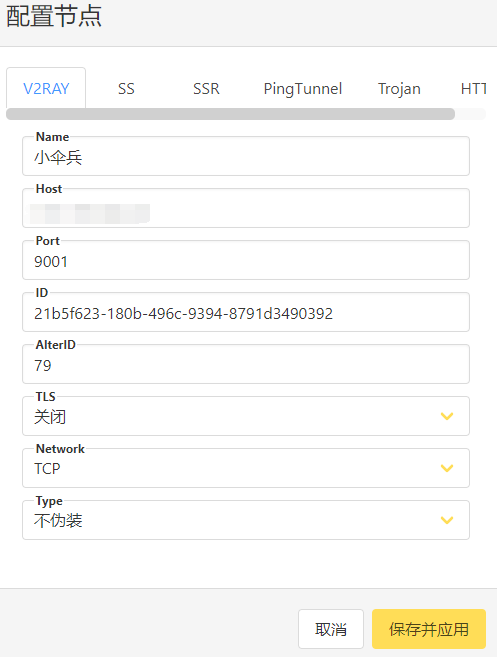 配置节点
V2RAY SS SSR PingTunnel Trojan HTT
Name
小伞兵
Host
Port
9001
ID
21b5f623-180b-496c-9394-8791d3490392
AlterID
79
TLS
关闭
Network
TCP
Type
不伪装
取消 保存并应用